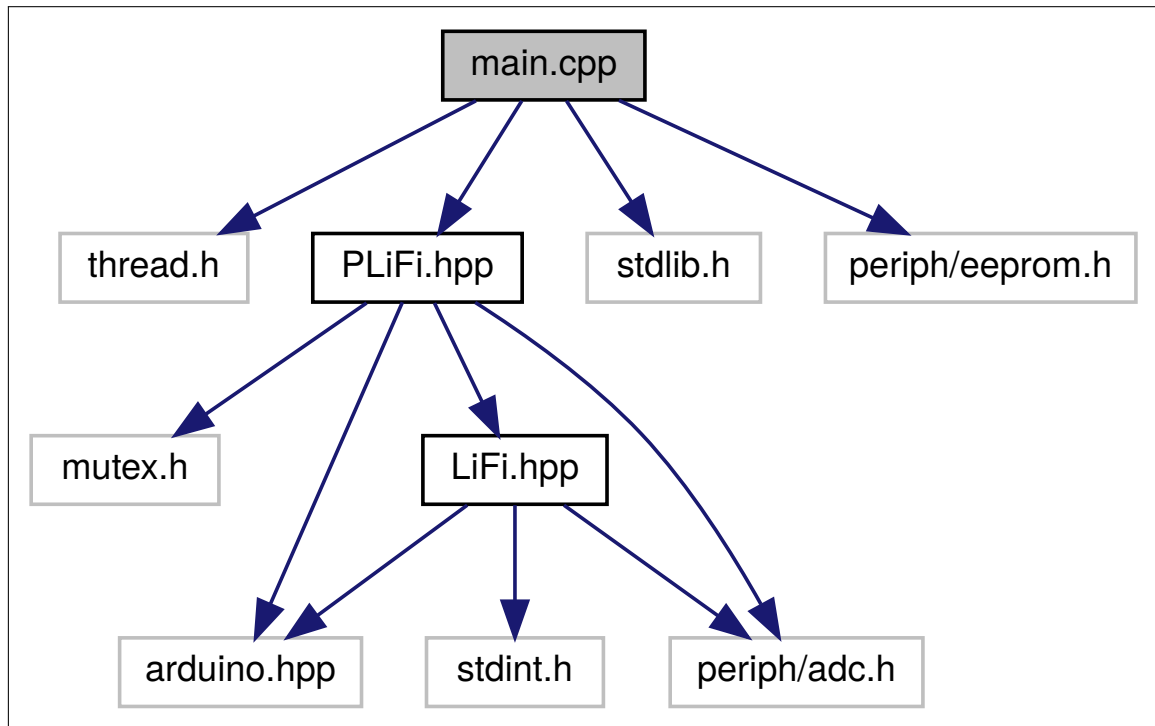 main.cpp
thread.h
PLiFi.hpp
stdlib.h
periph/eeprom.h
mutex.h
LiFi.hpp
arduino.hpp
stdint.h
periph/adc.h